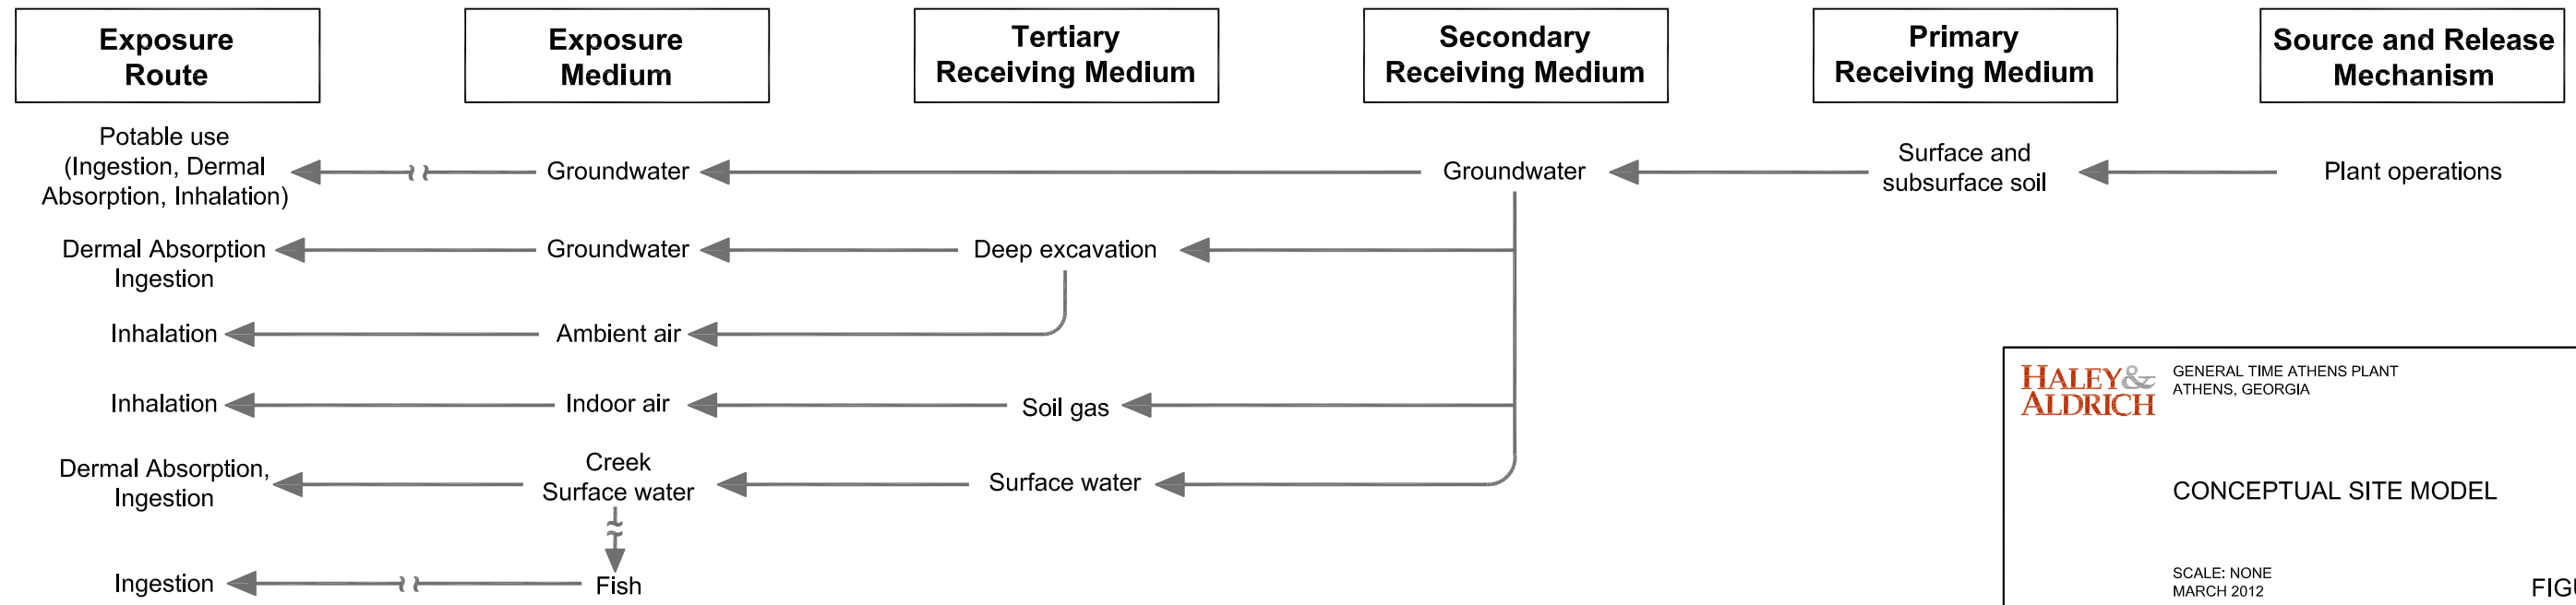 Exposure
Route
Exposure
Medium
Tertiary
Receiving Medium
Secondary
Receiving Medium
Primary
Receiving Medium
Source and Release
Mechanism
Potable use
(Ingestion, Dermal
Absorption, Inhalation)
Groundwater
Groundwater
Surface and
subsurface soil
Plant operations
Dermal Absorption
Ingestion
Groundwater
Deep excavation
Inhalation
Ambient air
Inhalation
Indoor air
Soil gas
Dermal Absorption,
Ingestion
Creek
Surface water
Surface water
Ingestion
Fish
HALEY&
ALDRICH
GENERAL TIME ATHENS PLANT
ATHENS, GEORGIA
CONCEPTUAL SITE MODEL
SCALE: NONE
MARCH 2012